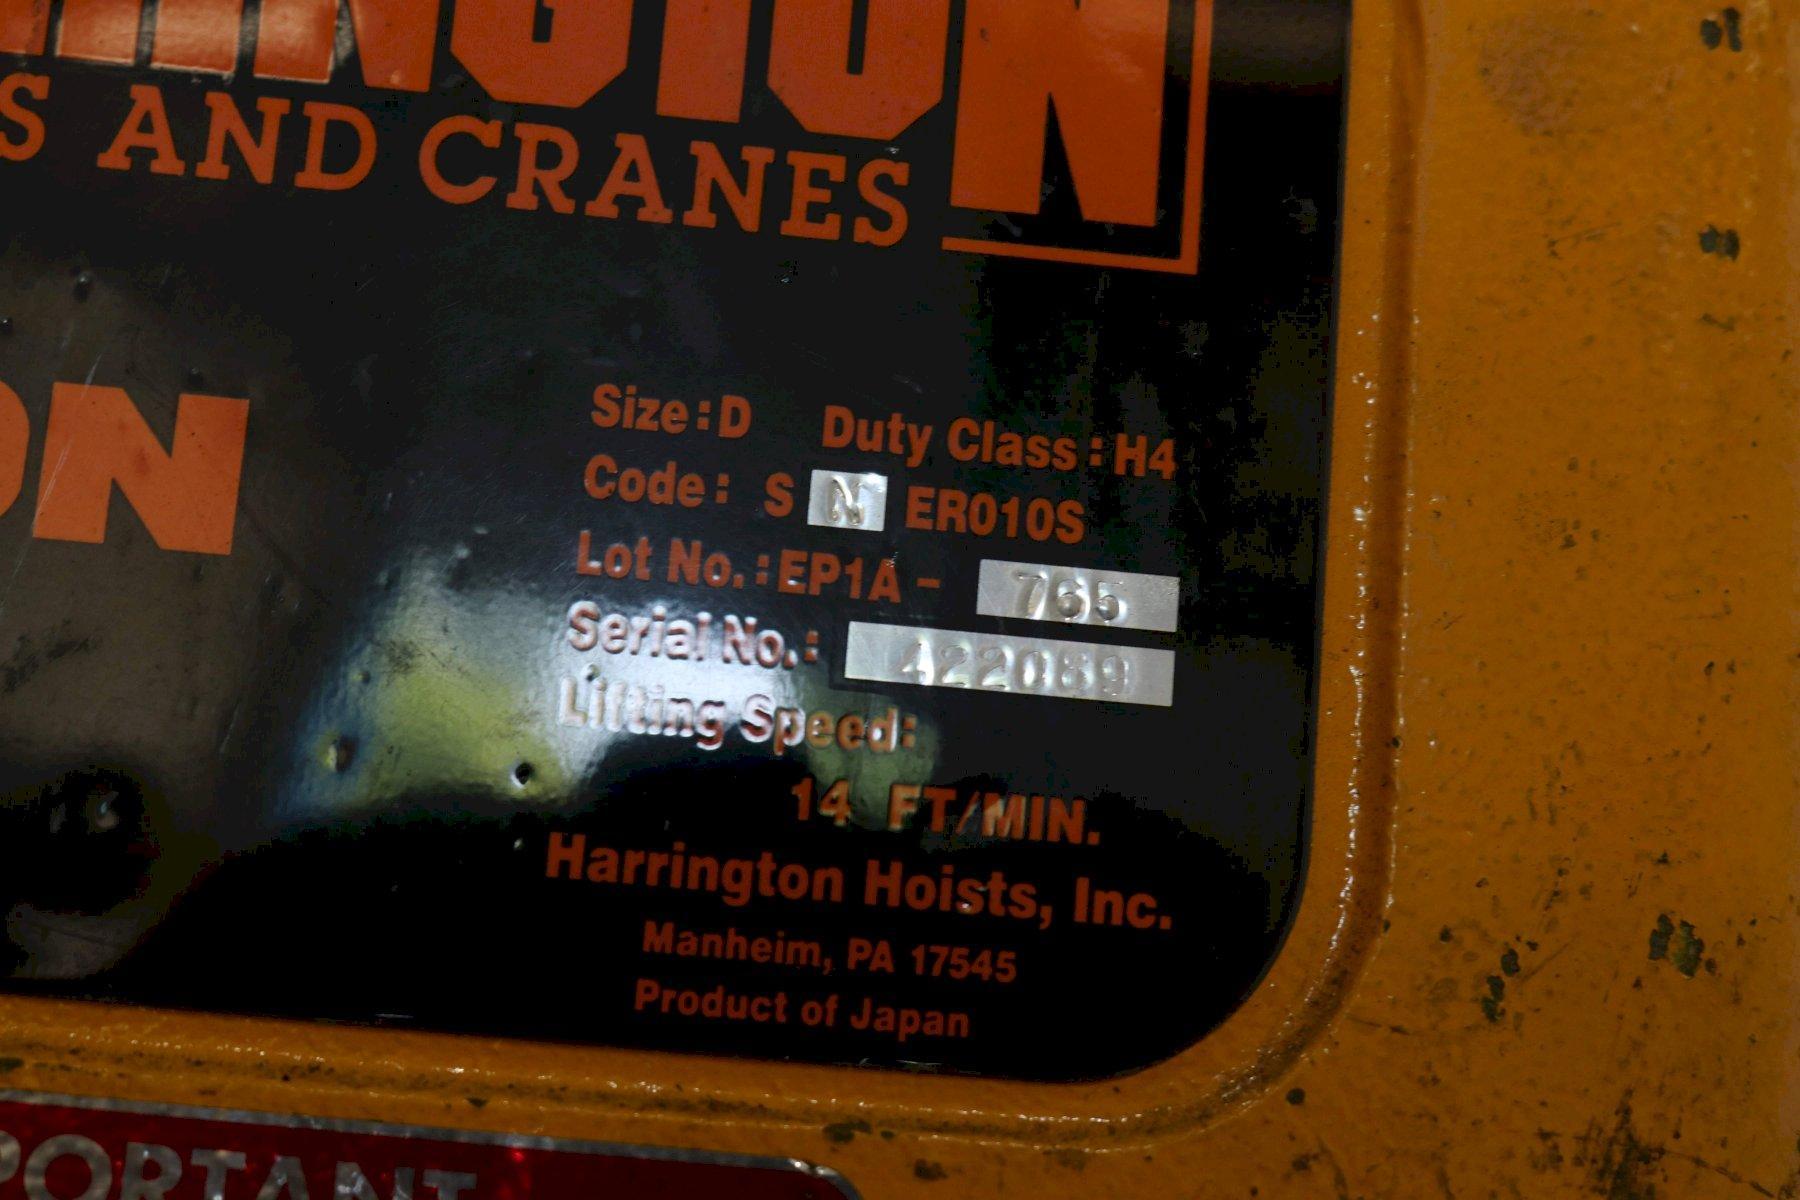 INGTON
S AND CRANES
ON
Size:D Duty Class:H4
Code: S N ER010S
Lot No.:EP1A- 765
Serial No.: 422089
Lifting Speed:
14 FT/MIN.
Harrington Hoists, Inc.
Manheim, PA 17545
Product of Japan
PORTANT